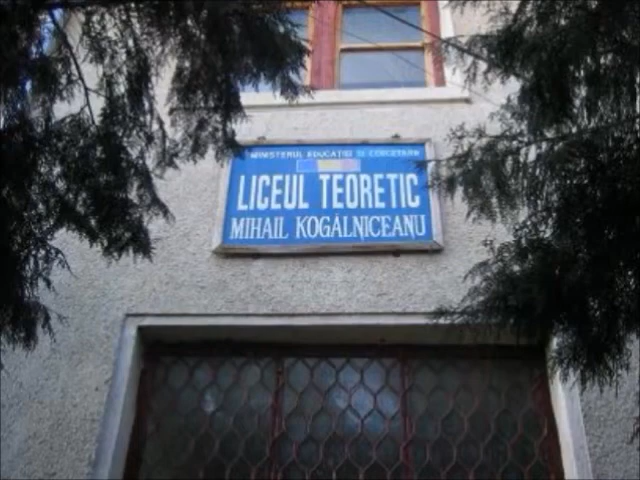 MINISTERUL EDUCAȚIEI ȘI CERCETĂRII
LICEUL TEORETIC
MIHAIL KOGĂLNICEANU